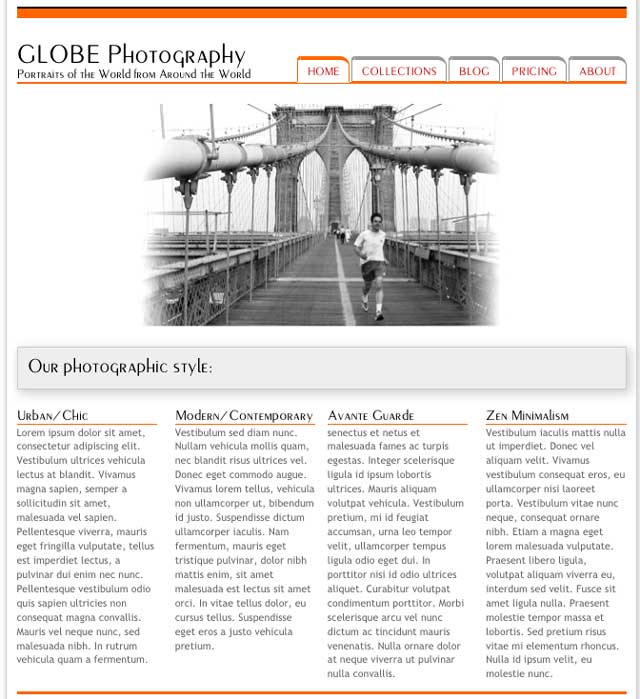 GLOBE Photography
Portraits of the World from Around the World
HOME
COLLECTIONS
BLOG
PRICING
ABOUT
Our photographic style:
Urban/Chic
Lorem ipsum dolor sit amet,
consectetur adipiscing elit.
Vestibulum ultrices vehicula
lectus at blandit. Vivamus
magna sapien, semper a
sollicitudin sit amet,
malesuada vel sapien.
Pellentesque viverra, mauris
eget fringilla vulputate, tellus
est imperdiet lectus, a
pulvinar dui enim nec nunc.
Pellentesque vestibulum odio
quis sapien ultricies non
consequat magna convallis.
Mauris vel neque nunc, sed
malesuada nibh. In rutrum
vehicula quam a fermentum.
Modern/Contemporary
Vestibulum sed diam nunc.
Nullam vehicula mollis quam,
nec blandit risus ultrices vel.
Donec eget commodo augue.
Vivamus lorem tellus, vehicula
non ullamcorper ut, bibendum
id justo. Suspendisse dictum
ullamcorper iaculis. Nam
fermentum, mauris eget
tristique pulvinar, dolor nibh
mattis enim, sit amet
malesuada est lectus sit amet
orci. In vitae tellus dolor, eu
cursus tellus. Suspendisse
eget eros a justo vehicula
pretium.
Avante Guarde
senectus et netus et
malesuada fames ac turpis
egestas. Integer scelerisque
ligula id ipsum lobortis
ultrices. Mauris aliquam
volutpat vehicula. Vestibulum
pretium, mi id feugiat
accumsan, urna leo tempor
velit, ullamcorper tempus
ligula odio eget dui. In
porttitor nisi id odio ultrices
aliquet. Curabitur volutpat
condimentum porttitor. Morbi
scelerisque arcu vel nunc
dictum ac tincidunt mauris
venenatis. Nulla ornare dolor
at neque viverra ut pulvinar
nulla convallis.
Zen Minimalism
Vestibulum iaculis mattis nulla
ut imperdiet. Donec vel
aliquam velit. Vivamus
vestibulum consequat eros, eu
ullamcorper nisi laoreet
porta. Vestibulum vitae nunc
neque, consequat ornare
nibh. Etiam a magna eget
lorem malesuada vulputate.
Praesent libero ligula,
volutpat aliquam viverra eu,
interdum sed velit. Fusce sit
amet ligula nulla. Praesent
molestie tempor massa et
lobortis. Sed pretium risus
vitae mi elementum rhoncus.
Nulla id ipsum velit, eu
molestie nunc.